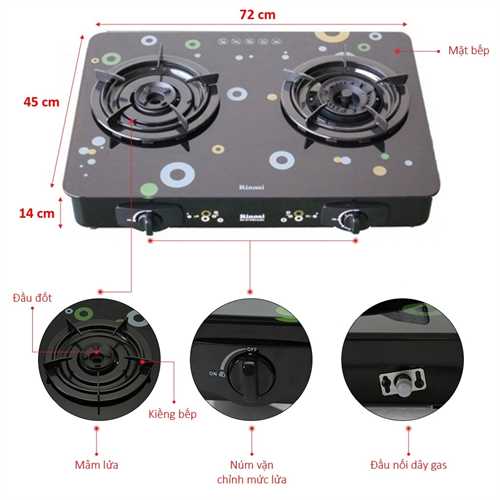 72 cm
Mặt bếp
45 cm
Rinnai
14 cm
Rinnai
Đầu đốt
OFF
ON
Kiềng bếp
Mâm lửa
Núm vặn
chỉnh mức lửa
Đầu nối dây gas